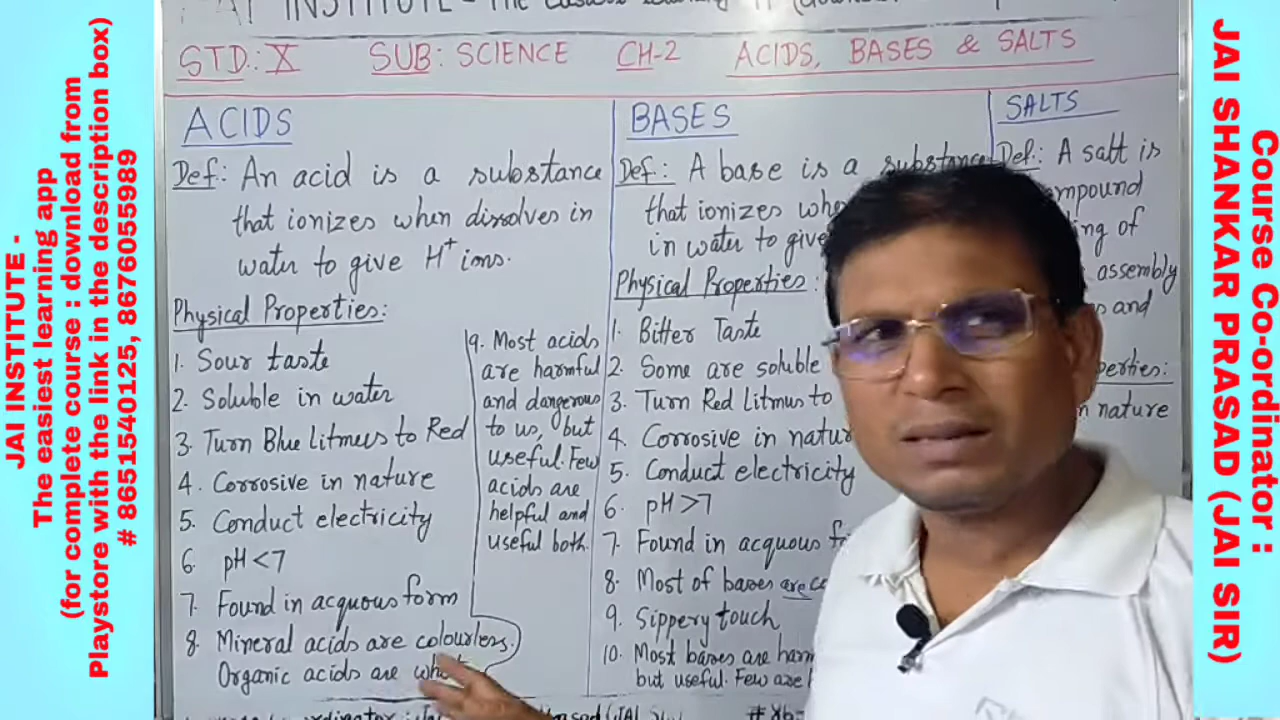 JAI INSTITUTE -
The easiest learning app
(for complete course : download from
Playstore with the link in the description box)
# 8651540125, 8676055989
INSTITUTE - The
STD: X SUB: SCIENCE CH-2 ACIDS, BASES & SALTS
ACIDS
Def: An acid is a substance
that ionizes when dissolves in
water to give H+ ions.
Physical Properties:
1. Sour taste
2. Soluble in water
3. Turn Blue Litmus to Red
4. Corrosive in nature
5. Conduct electricity
6. pH <7
7. Found in acquous form
8. Mineral acids are colourless.
Organic acids are
9. Most acids
are harmful
and dangerous
to us, but
useful. Few
acids are
helpful and
useful both.
BASES
Def: A base is a substance
that ionizes
in water to give
Physical Properties:
1. Bitter Taste
2. Some are soluble
3. Turn Red Litmus to
4. Corrosive in
5. Conduct electricity
6. pH >7
7. Found in acquous
8. Most of bases are
9. Sippery touch
10. Most bases are
but useful. Few are
SALTS
Def: A salt is
of
assembly
and
nature
Course Co-ordinator :
JAI SHANKAR PRASAD (JAI SIR)